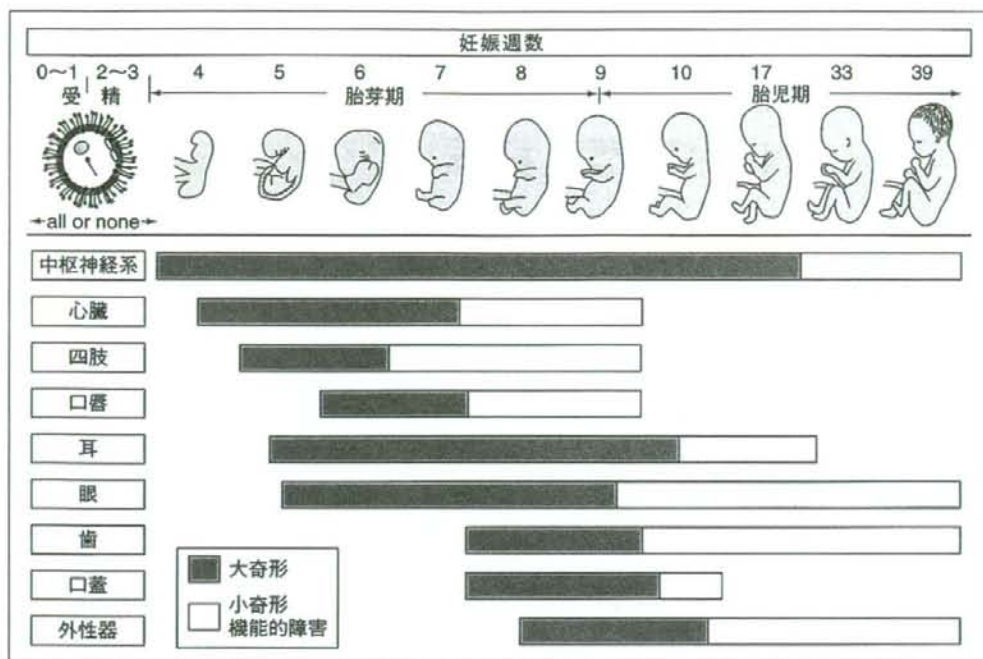 妊娠週数
0〜1 2〜3 4 5 6 7 8 9 10 17 33 39
受 精 胎芽期 胎児期
all or none
中枢神経系
心臓
四肢
口唇
耳
眼
歯
口蓋
外性器
大奇形
小奇形
機能的障害